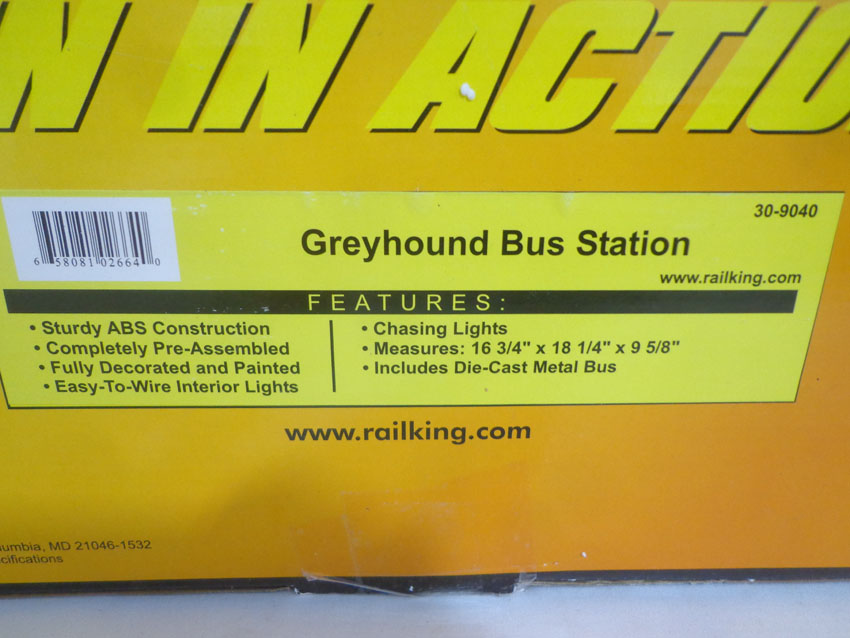 N IN ACTIO
6 58081 02664 0
30-9040
Greyhound Bus Station
www.railking.com
FEATURES:
• Sturdy ABS Construction
• Completely Pre-Assembled
• Fully Decorated and Painted
• Easy-To-Wire Interior Lights
• Chasing Lights
• Measures: 16 3/4" x 18 1/4" x 9 5/8"
• Includes Die-Cast Metal Bus
www.railking.com
umbia, MD 21046-1532
cifications